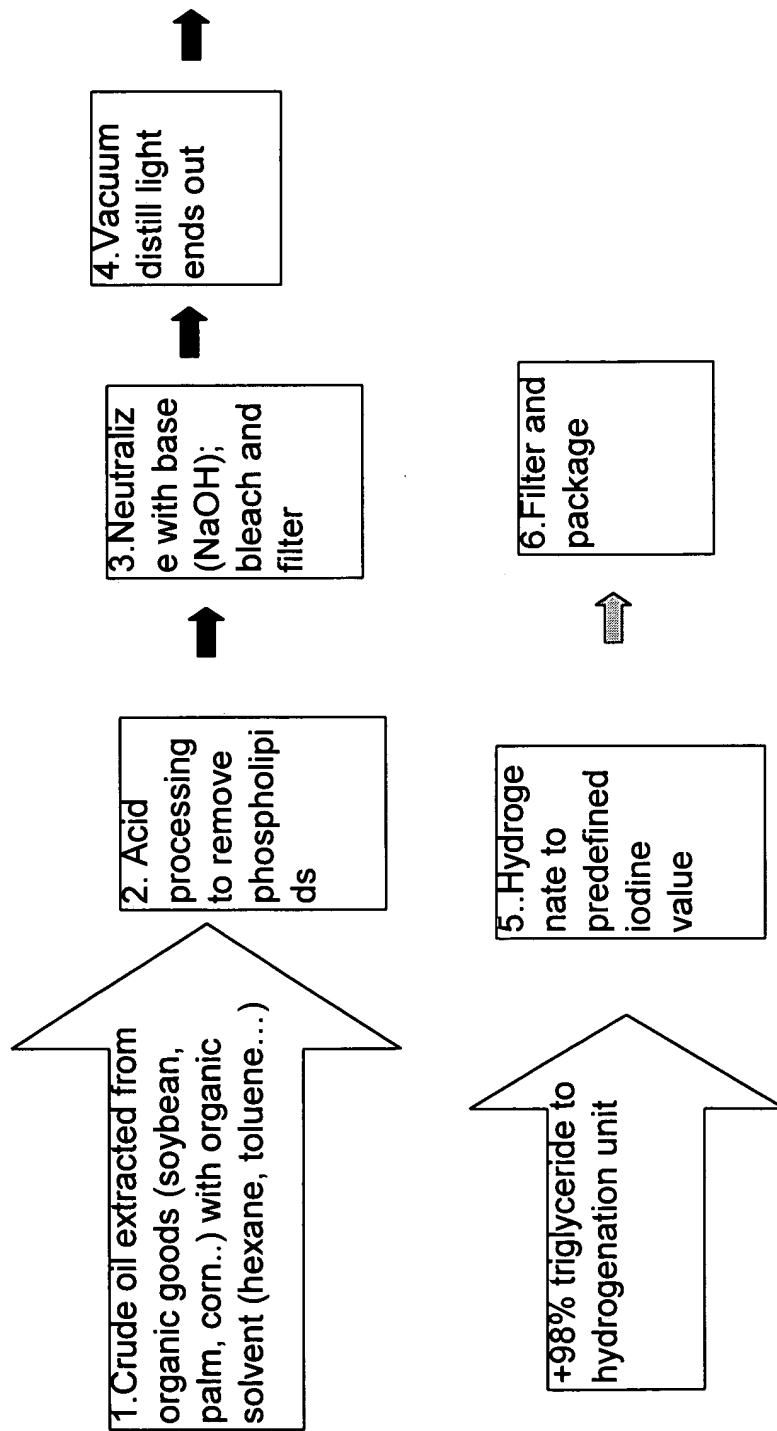 1.Crude oil extracted from
organic goods (soybean,
palm, corn..) with organic
solvent (hexane, toluene...)
2. Acid
processing
to remove
phospholipi
ds
3.Neutraliz
e with base
(NaOH);
bleach and
filter
4.Vacuum
distill light
ends out
+98% triglyceride to
hydrogenation unit
5..Hydroge
nate to
predefined
iodine
value
6.Filter and
package